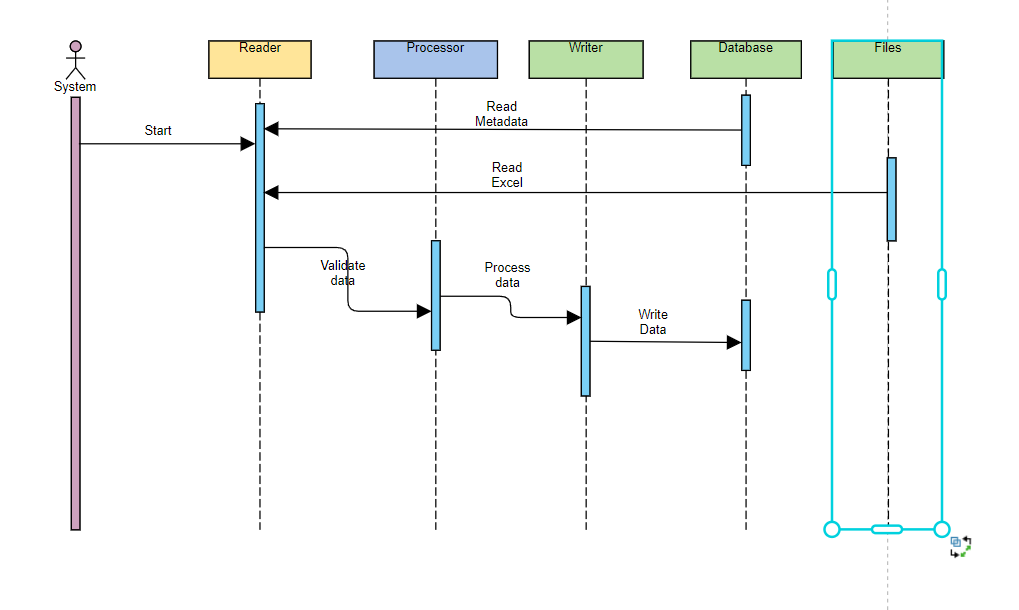 System
Reader
Processor
Writer
Database
Files
Read
Metadata
Start
Read
Excel
Validate
data
Process
data
Write
Data